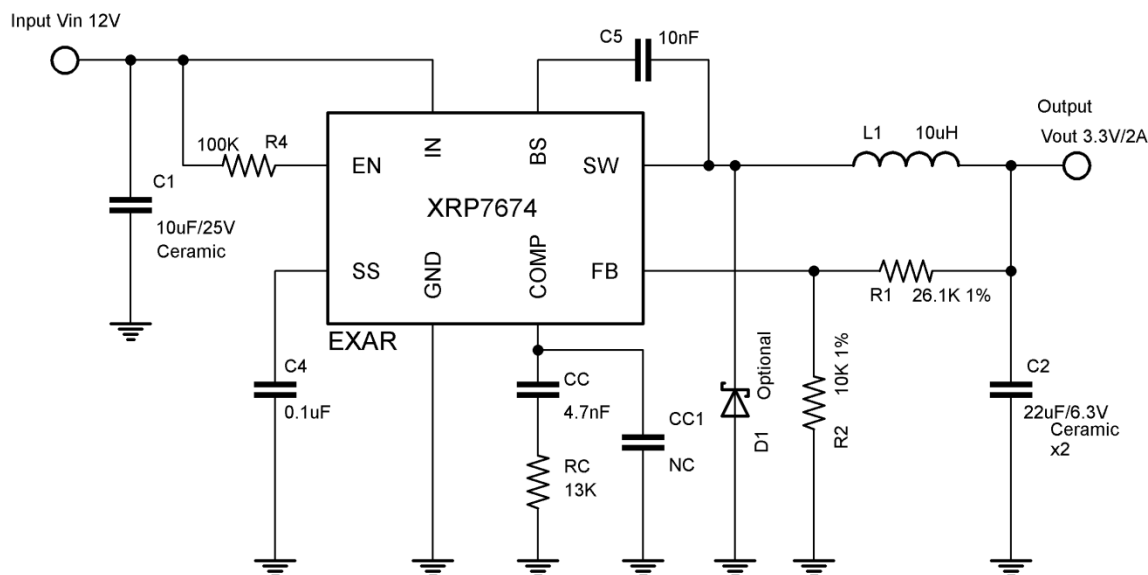 Input Vin 12V
C5
10nF
Output
Vout 3.3V/2A
L1
10uH
100K
R4
IN
BS
EN
SW
C1
10uF/25V
Ceramic
XRP7674
SS
GND
COMP
FB
R1
26.1K 1%
EXAR
C4
0.1uF
CC
4.7nF
CC1
NC
RC
13K
Optional
D1
10K 1%
R2
C2
22uF/6.3V
Ceramic
x2